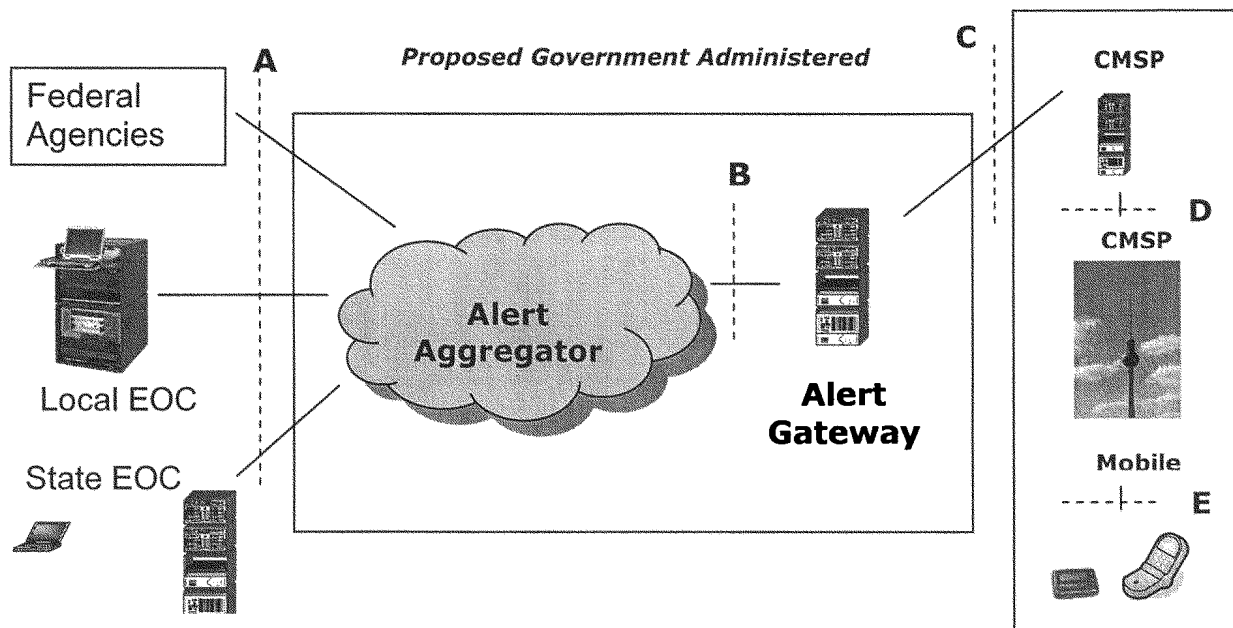 A
Proposed Government Administered
C
CMSP
Federal
Agencies
B
D
CMSP
Alert
Aggregator
Local EOC
Alert
Gateway
State EOC
Mobile
E